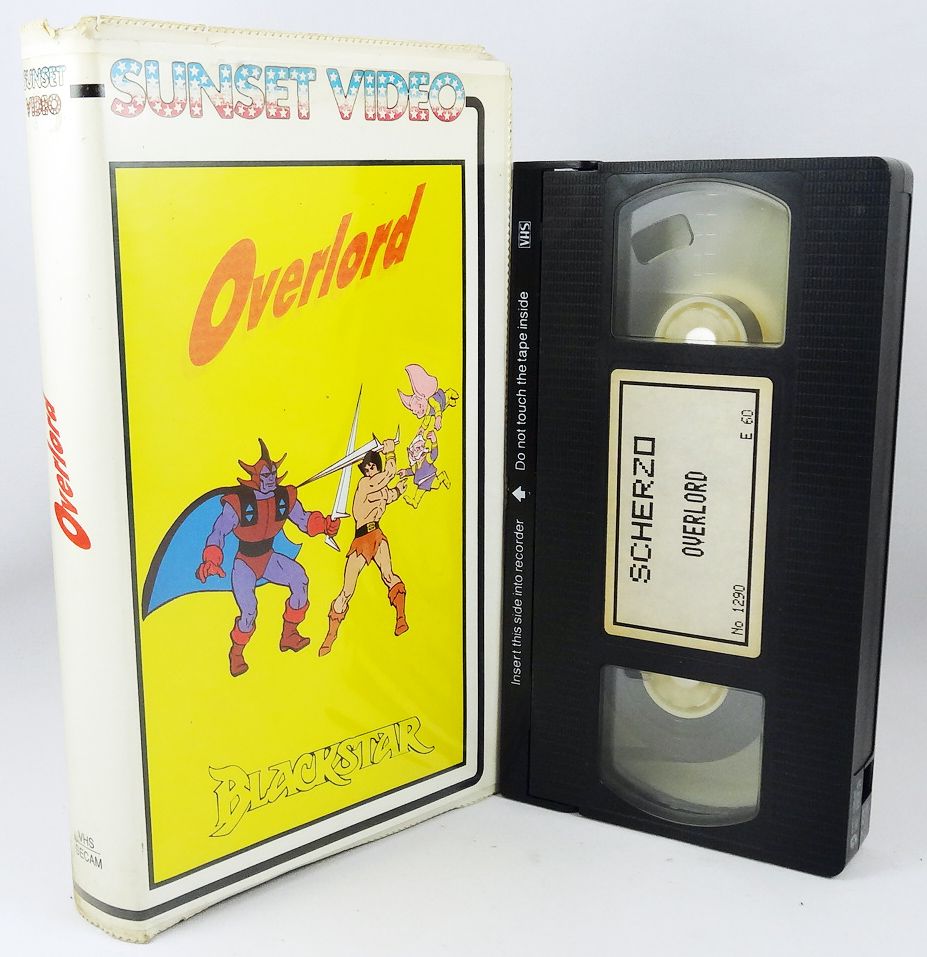 SUNSET VIDEO
SUNSET
VIDEO
Overlord
Overlord
BLACKSTAR
VHS
SECAM
VHS
Do not touch the tape inside
Insert this side into recorder
SCHERZO
OVERLORD
E 60
No 1290